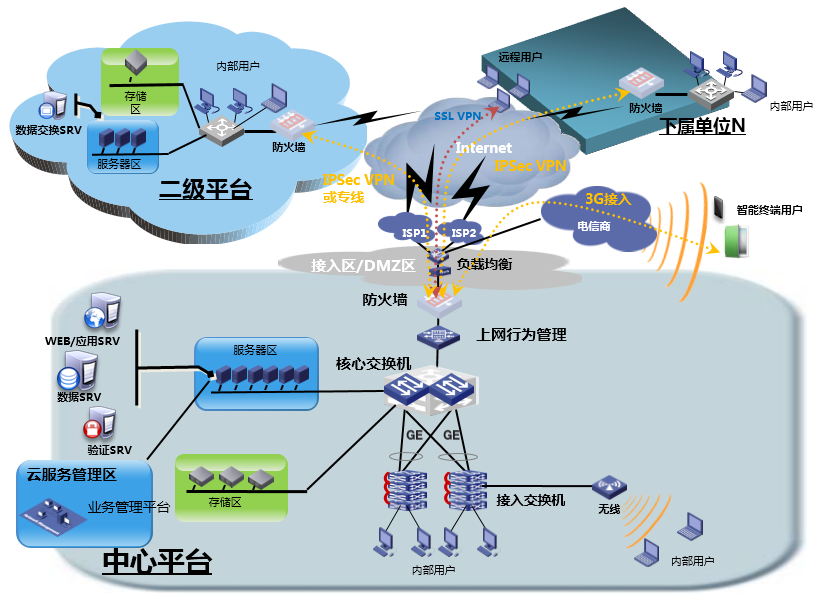 内部用户
存储
区
数据交换SRV
服务器区
防火墙
二级平台
远程用户
防火墙
内部用户
下属单位N
SSL VPN
Internet
IPSec VPN
IPSec VPN
或专线
3G接入
电信商
智能终端用户
ISP1
ISP2
接入区/DMZ区
负载均衡
防火墙
上网行为管理
WEB/应用SRV
服务器区
核心交换机
数据SRV
验证SRV
GE
GE
云服务管理区
业务管理平台
存储区
接入交换机
无线
内部用户
内部用户
中心平台